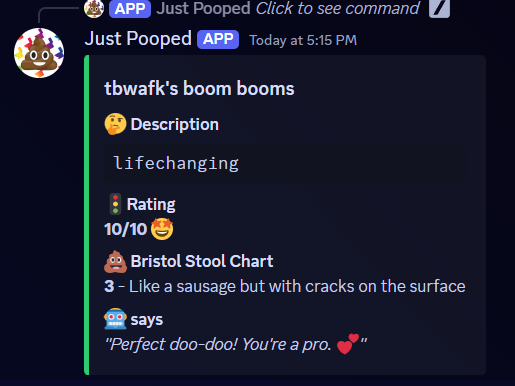 APP Just Pooped Click to see command
Just Pooped APP Today at 5:15 PM
tbwafk's boom booms
🤔 Description
lifechanging
🚦 Rating
10/10 🤩
💩 Bristol Stool Chart
3 - Like a sausage but with cracks on the surface
🤖 says
"Perfect doo-doo! You're a pro. 💕"